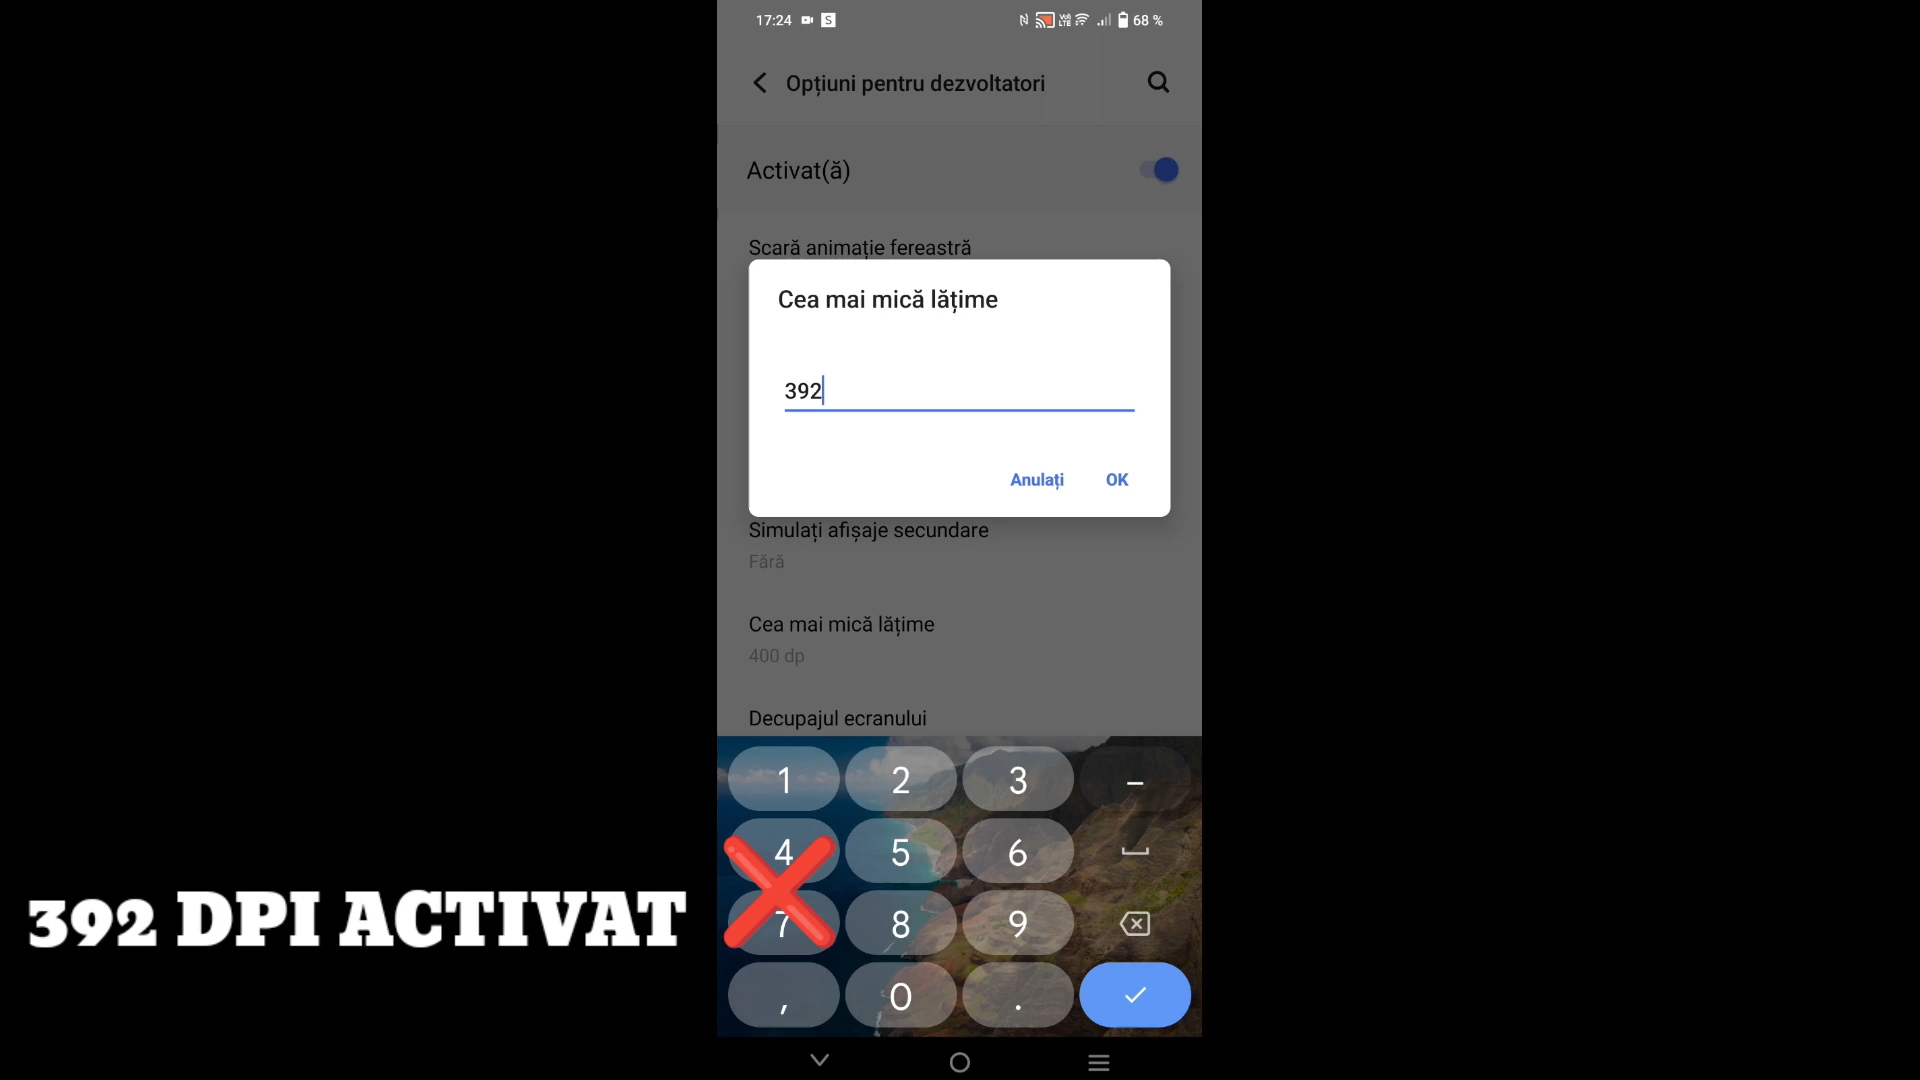 17:24 S VoLTE 68 %
Opțiuni pentru dezvoltatori
Activat(ă)
Scară animație fereastră
Cea mai mică lățime
392
Anulați OK
Simulați afișaje secundare
Fără
Cea mai mică lățime
400 dp
Decupajul ecranului
1 2 3 –
4 5 6
7 8 9
, 0 .
392 DPI ACTIVAT